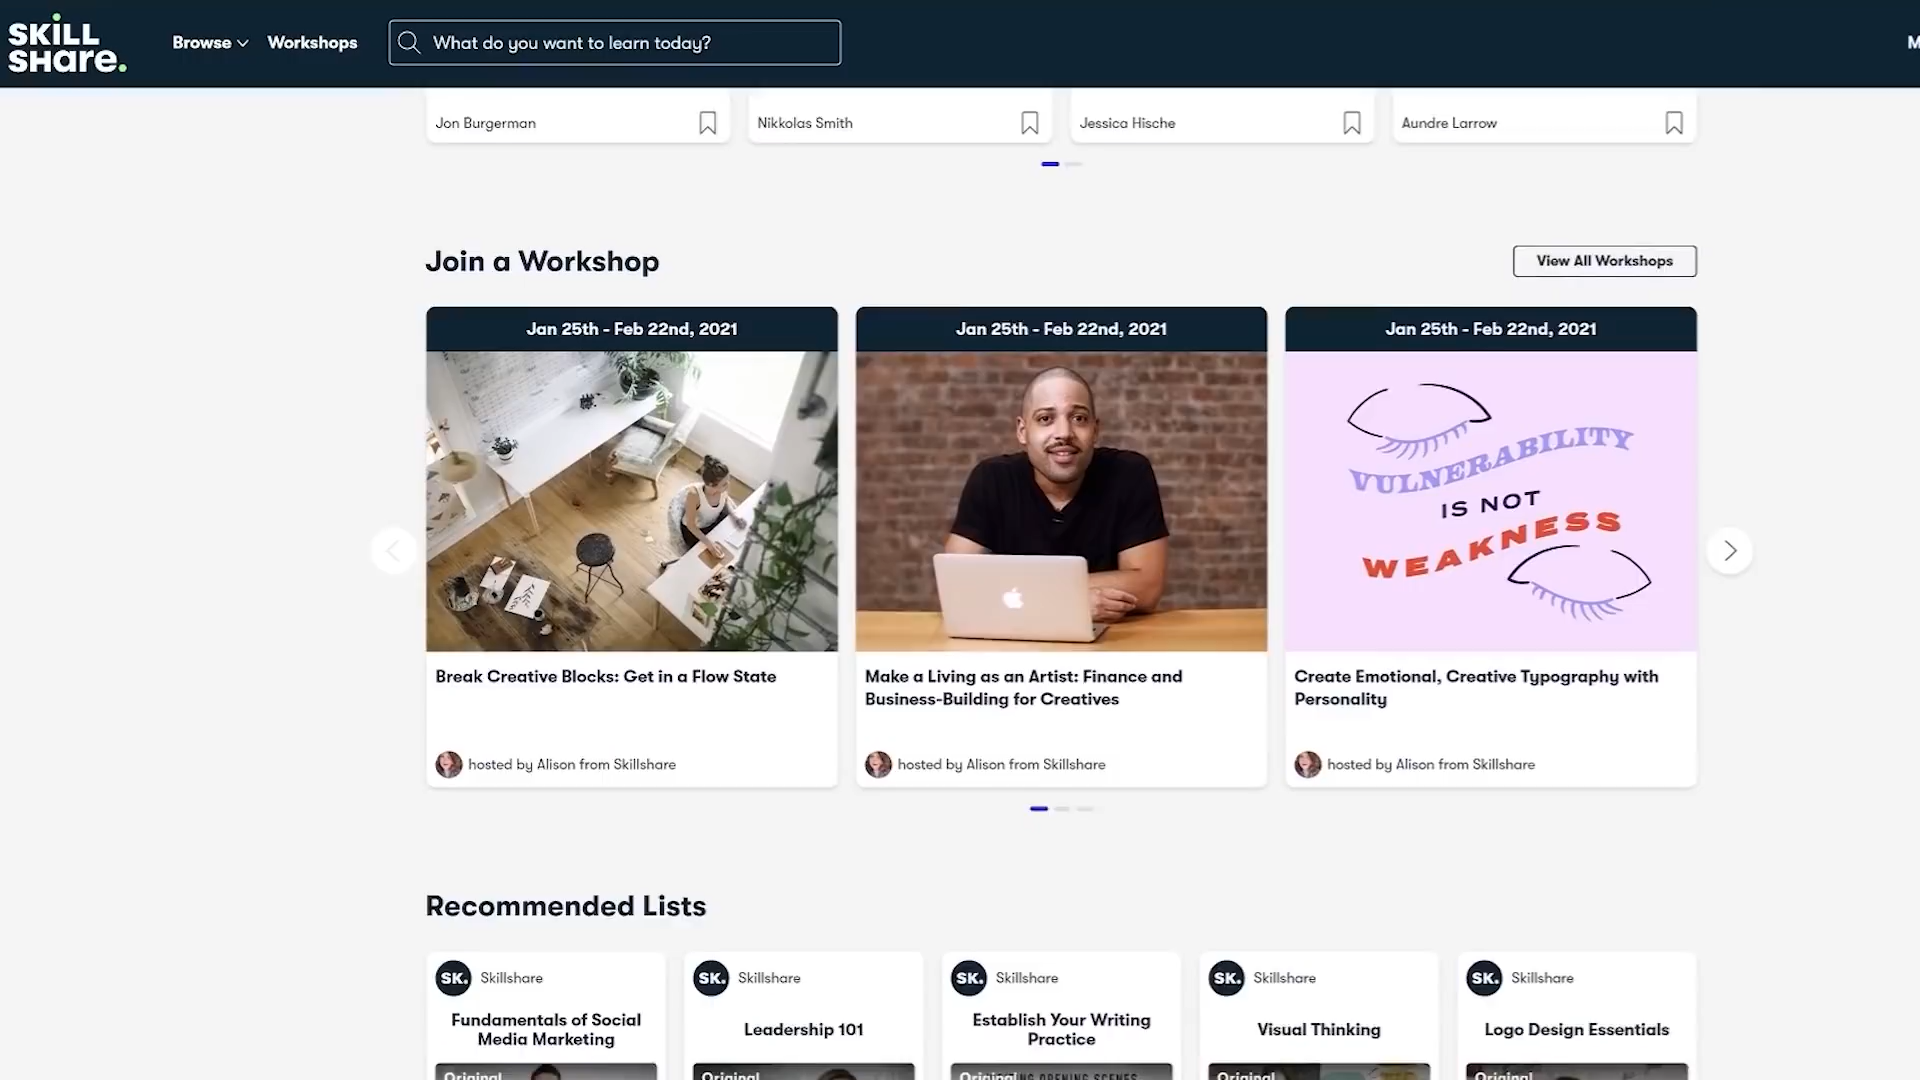 SKILL
SHare.
Browse
Workshops
What do you want to learn today?
M
Jon Burgerman
Nikkolas Smith
Jessica Hische
Aundre Larrow
Join a Workshop
View All Workshops
Jan 25th - Feb 22nd, 2021
Jan 25th - Feb 22nd, 2021
Jan 25th - Feb 22nd, 2021
VULNERABILITY
IS NOT
WEAKNESS
Break Creative Blocks: Get in a Flow State
Make a Living as an Artist: Finance and
Business-Building for Creatives
Create Emotional, Creative Typography with
Personality
hosted by Alison from Skillshare
hosted by Alison from Skillshare
hosted by Alison from Skillshare
Recommended Lists
SK. Skillshare
SK. Skillshare
SK. Skillshare
SK. Skillshare
SK. Skillshare
Fundamentals of Social
Media Marketing
Leadership 101
Establish Your Writing
Practice
Visual Thinking
Logo Design Essentials
Original
Original
Original
OPENING SCENES
Original
Original